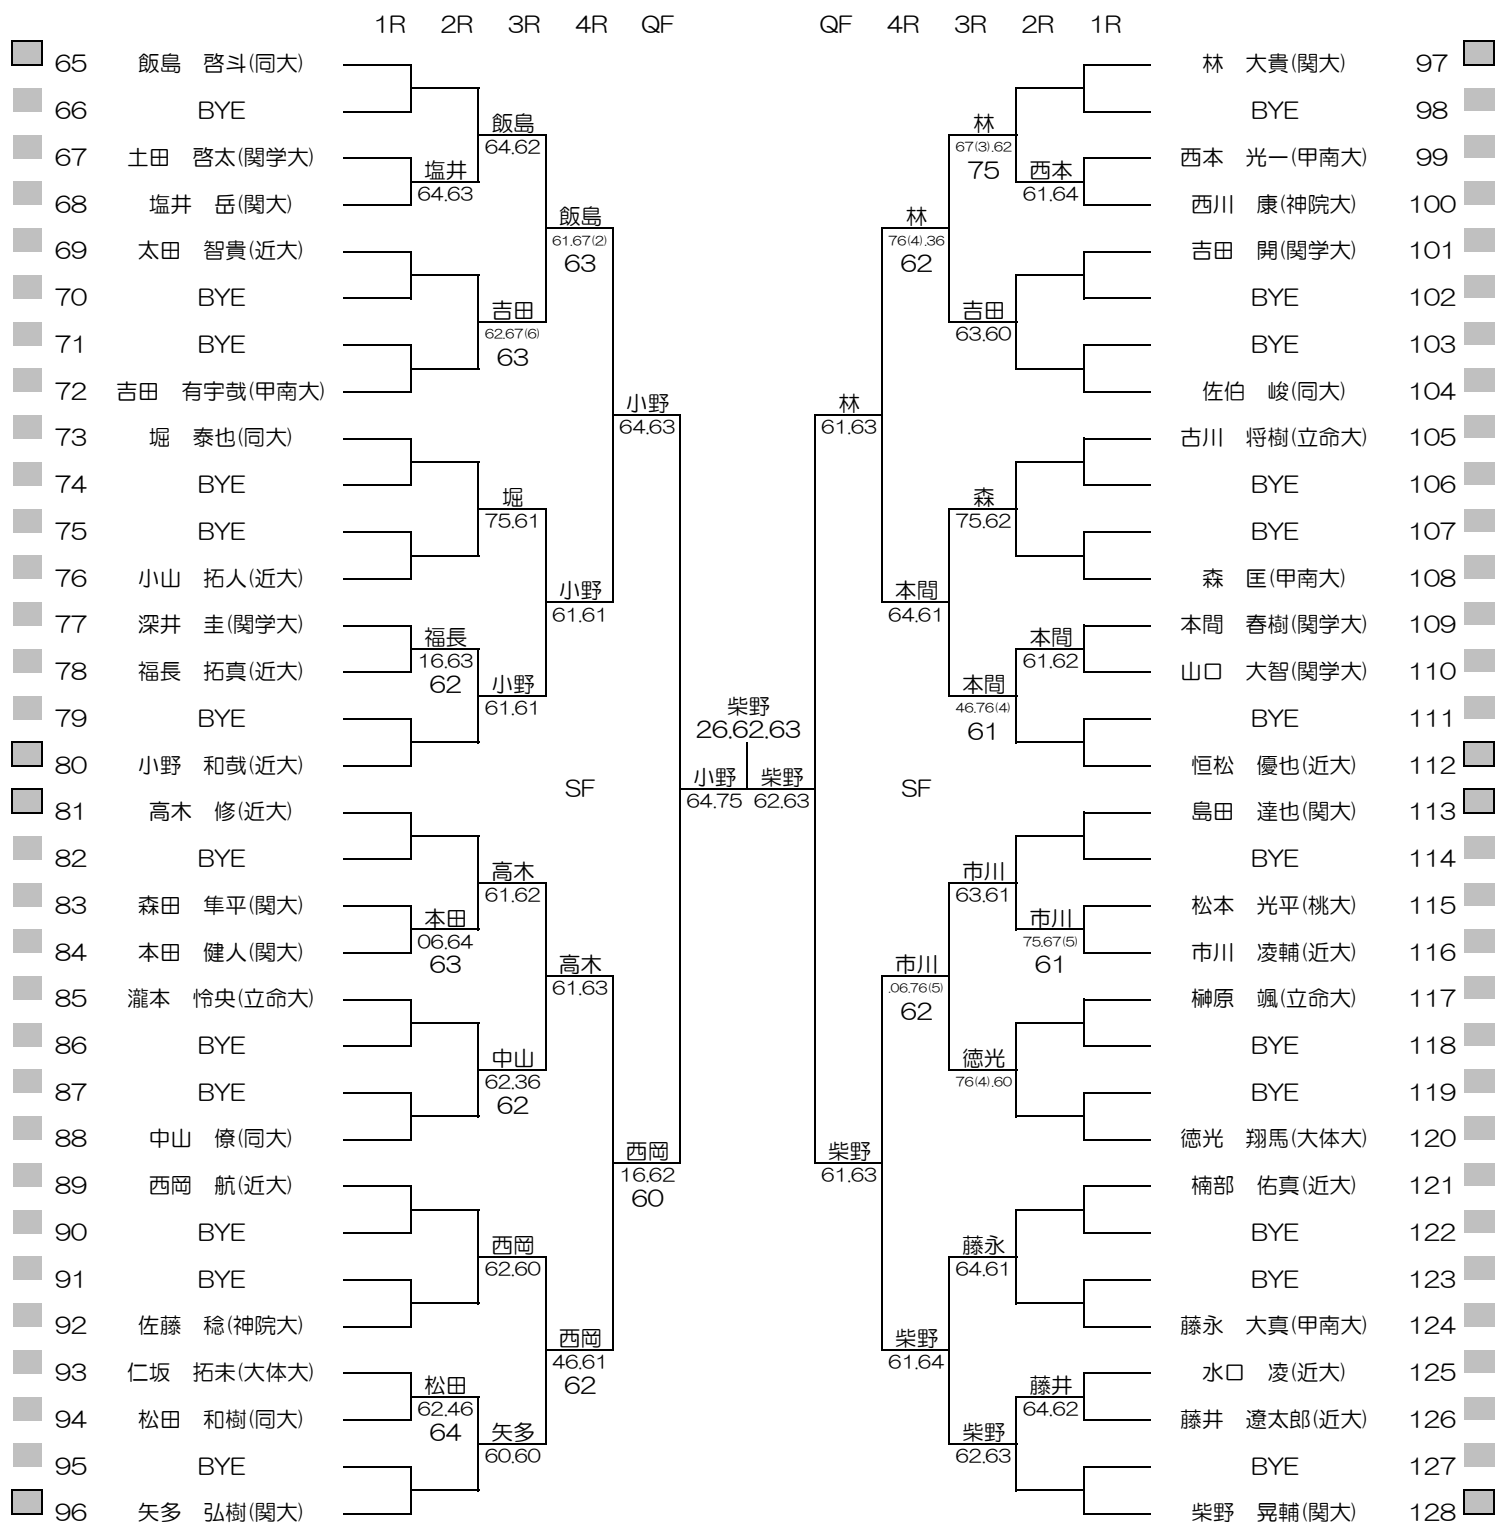 1R 2R 3R 4R QF QF 4R 3R 2R 1R
65 飯島 啓斗(同大)
66 BYE
67 土田 啓太(関学大)
68 塩井 岳(関大)
69 太田 智貴(近大)
70 BYE
71 BYE
72 吉田 有宇哉(甲南大)
73 堀 泰也(同大)
74 BYE
75 BYE
76 小山 拓人(近大)
77 深井 圭(関学大)
78 福長 拓真(近大)
79 BYE
80 小野 和哉(近大)
81 高木 修(近大)
82 BYE
83 森田 隼平(関大)
84 本田 健人(関大)
85 瀧本 怜央(立命大)
86 BYE
87 BYE
88 中山 僚(同大)
89 西岡 航(近大)
90 BYE
91 BYE
92 佐藤 稔(神院大)
93 仁坂 拓未(大体大)
94 松田 和樹(同大)
95 BYE
96 矢多 弘樹(関大)
塩井
64.63
福長
16.63
62
本田
06.64
63
松田
62.46
64
飯島
64.62
吉田
62.67(6)
63
堀
75.61
小野
61.61
高木
61.62
中山
62.36
62
西岡
62.60
矢多
60.60
飯島
61.67(2)
63
小野
61.61
高木
61.63
西岡
46.61
62
小野
64.63
西岡
16.62
60
SF
柴野
26.62.63
小野
64.75
柴野
62.63
SF
林
61.63
柴野
61.63
林
76(4).36
62
本間
64.61
市川
.06.76(5)
62
柴野
61.64
林
67(3).62
75
吉田
63.60
森
75.62
本間
46.76(4)
61
市川
63.61
徳光
76(4).60
藤永
64.61
柴野
62.63
西本
61.64
本間
61.62
市川
75.67(5)
61
藤井
64.62
林 大貴(関大) 97
BYE 98
西本 光一(甲南大) 99
西川 康(神院大) 100
吉田 開(関学大) 101
BYE 102
BYE 103
佐伯 峻(同大) 104
古川 将樹(立命大) 105
BYE 106
BYE 107
森 匡(甲南大) 108
本間 春樹(関学大) 109
山口 大智(関学大) 110
BYE 111
恒松 優也(近大) 112
島田 達也(関大) 113
BYE 114
松本 光平(桃大) 115
市川 凌輔(近大) 116
榊原 颯(立命大) 117
BYE 118
BYE 119
徳光 翔馬(大体大) 120
楠部 佑真(近大) 121
BYE 122
BYE 123
藤永 大真(甲南大) 124
水口 凌(近大) 125
藤井 遼太郎(近大) 126
BYE 127
柴野 晃輔(関大) 128